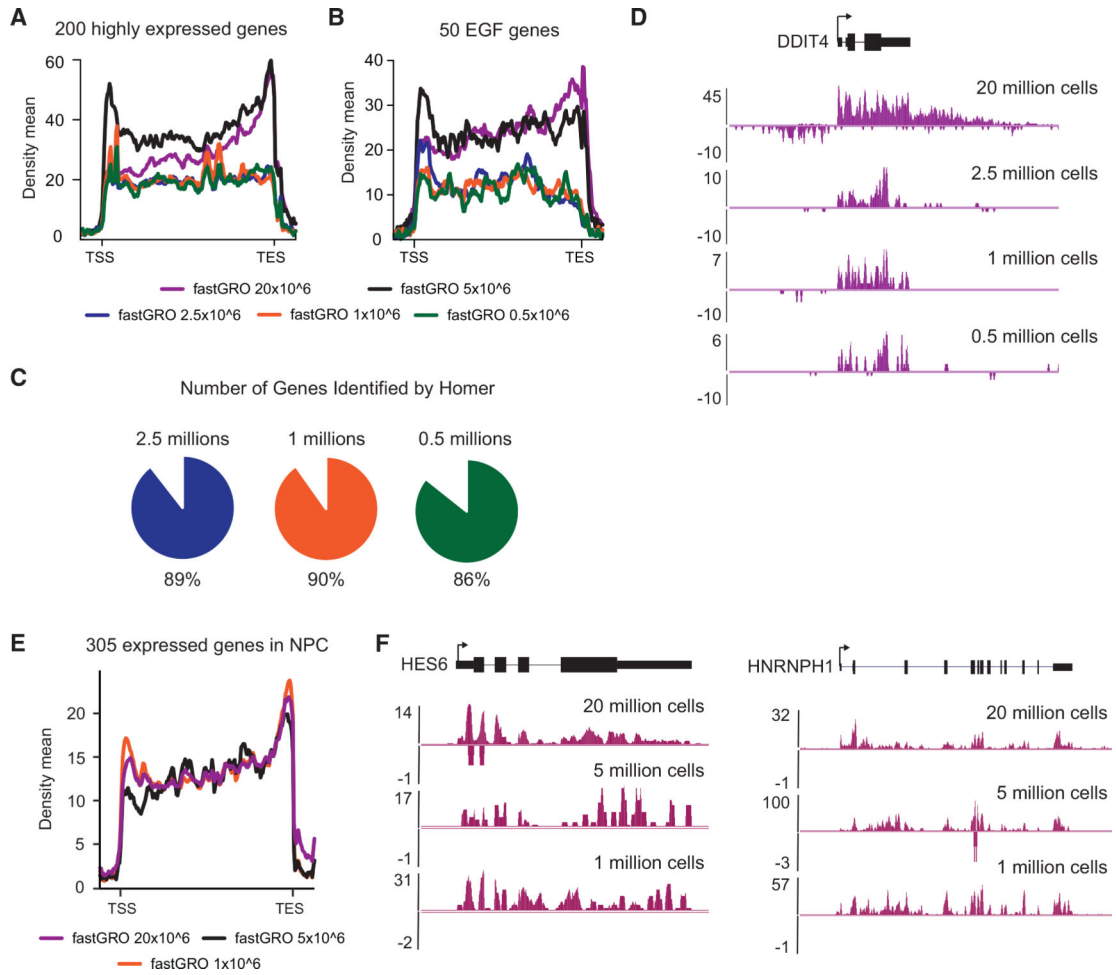 A
200 highly expressed genes
Density mean
60
40
20
0
TSS
TES
B
50 EGF genes
Density mean
40
30
20
10
0
TSS
TES
fastGRO 20x10^6
fastGRO 5x10^6
fastGRO 2.5x10^6
fastGRO 1x10^6
fastGRO 0.5x10^6
C
Number of Genes Identified by Homer
2.5 millions
1 millions
0.5 millions
89%
90%
86%
D
DDIT4
20 million cells
45
-10
2.5 million cells
10
-10
1 million cells
7
-10
0.5 million cells
6
-10
E
305 expressed genes in NPC
Density mean
20
15
10
5
0
TSS
TES
fastGRO 20x10^6
fastGRO 5x10^6
fastGRO 1x10^6
F
HES6
20 million cells
14
-1
5 million cells
17
-1
1 million cells
31
-2
HNRNPH1
20 million cells
32
-1
5 million cells
100
-3
1 million cells
57
-1